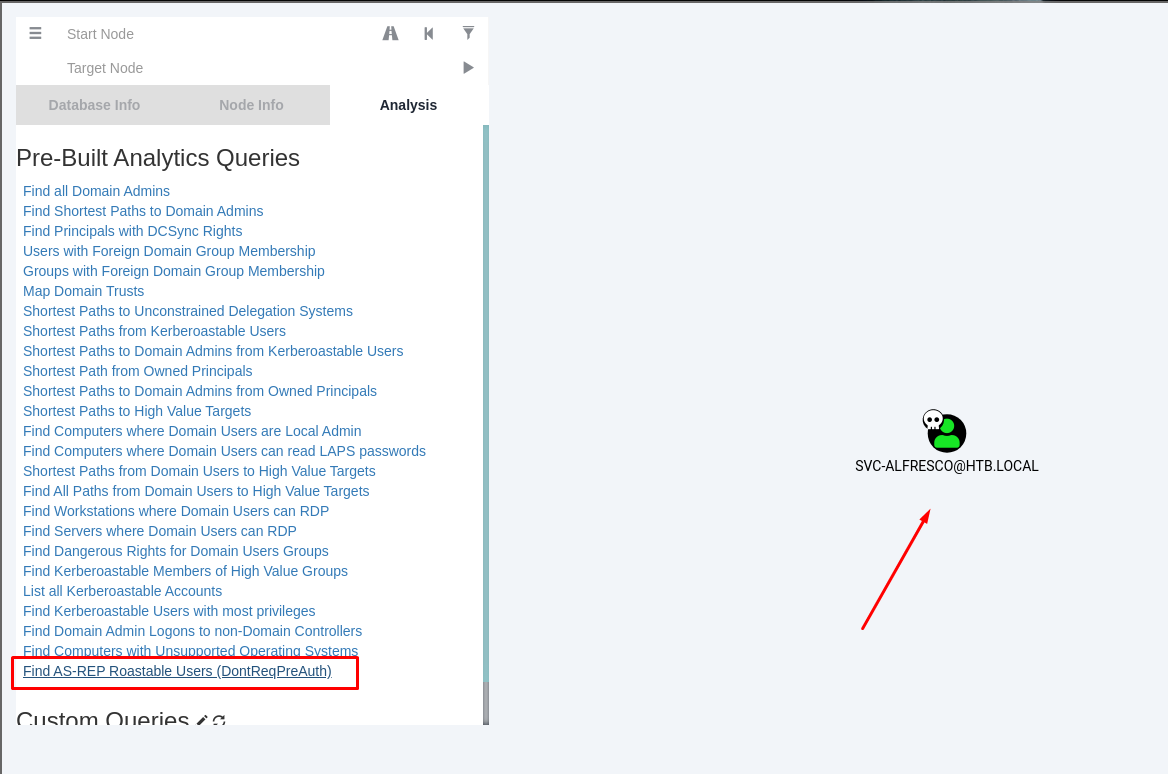 Start Node
Target Node
Database Info Node Info Analysis
Pre-Built Analytics Queries
Find all Domain Admins
Find Shortest Paths to Domain Admins
Find Principals with DCSync Rights
Users with Foreign Domain Group Membership
Groups with Foreign Domain Group Membership
Map Domain Trusts
Shortest Paths to Unconstrained Delegation Systems
Shortest Paths from Kerberoastable Users
Shortest Paths to Domain Admins from Kerberoastable Users
Shortest Path from Owned Principals
Shortest Paths to Domain Admins from Owned Principals
Shortest Paths to High Value Targets
Find Computers where Domain Users are Local Admin
Find Computers where Domain Users can read LAPS passwords
Shortest Paths from Domain Users to High Value Targets
Find All Paths from Domain Users to High Value Targets
Find Workstations where Domain Users can RDP
Find Servers where Domain Users can RDP
Find Dangerous Rights for Domain Users Groups
Find Kerberoastable Members of High Value Groups
List all Kerberoastable Accounts
Find Kerberoastable Users with most privileges
Find Domain Admin Logons to non-Domain Controllers
Find Computers with Unsupported Operating Systems
Find AS-REP Roastable Users (DontReqPreAuth)
Custom Queries
SVC-ALFRESCO@HTB.LOCAL